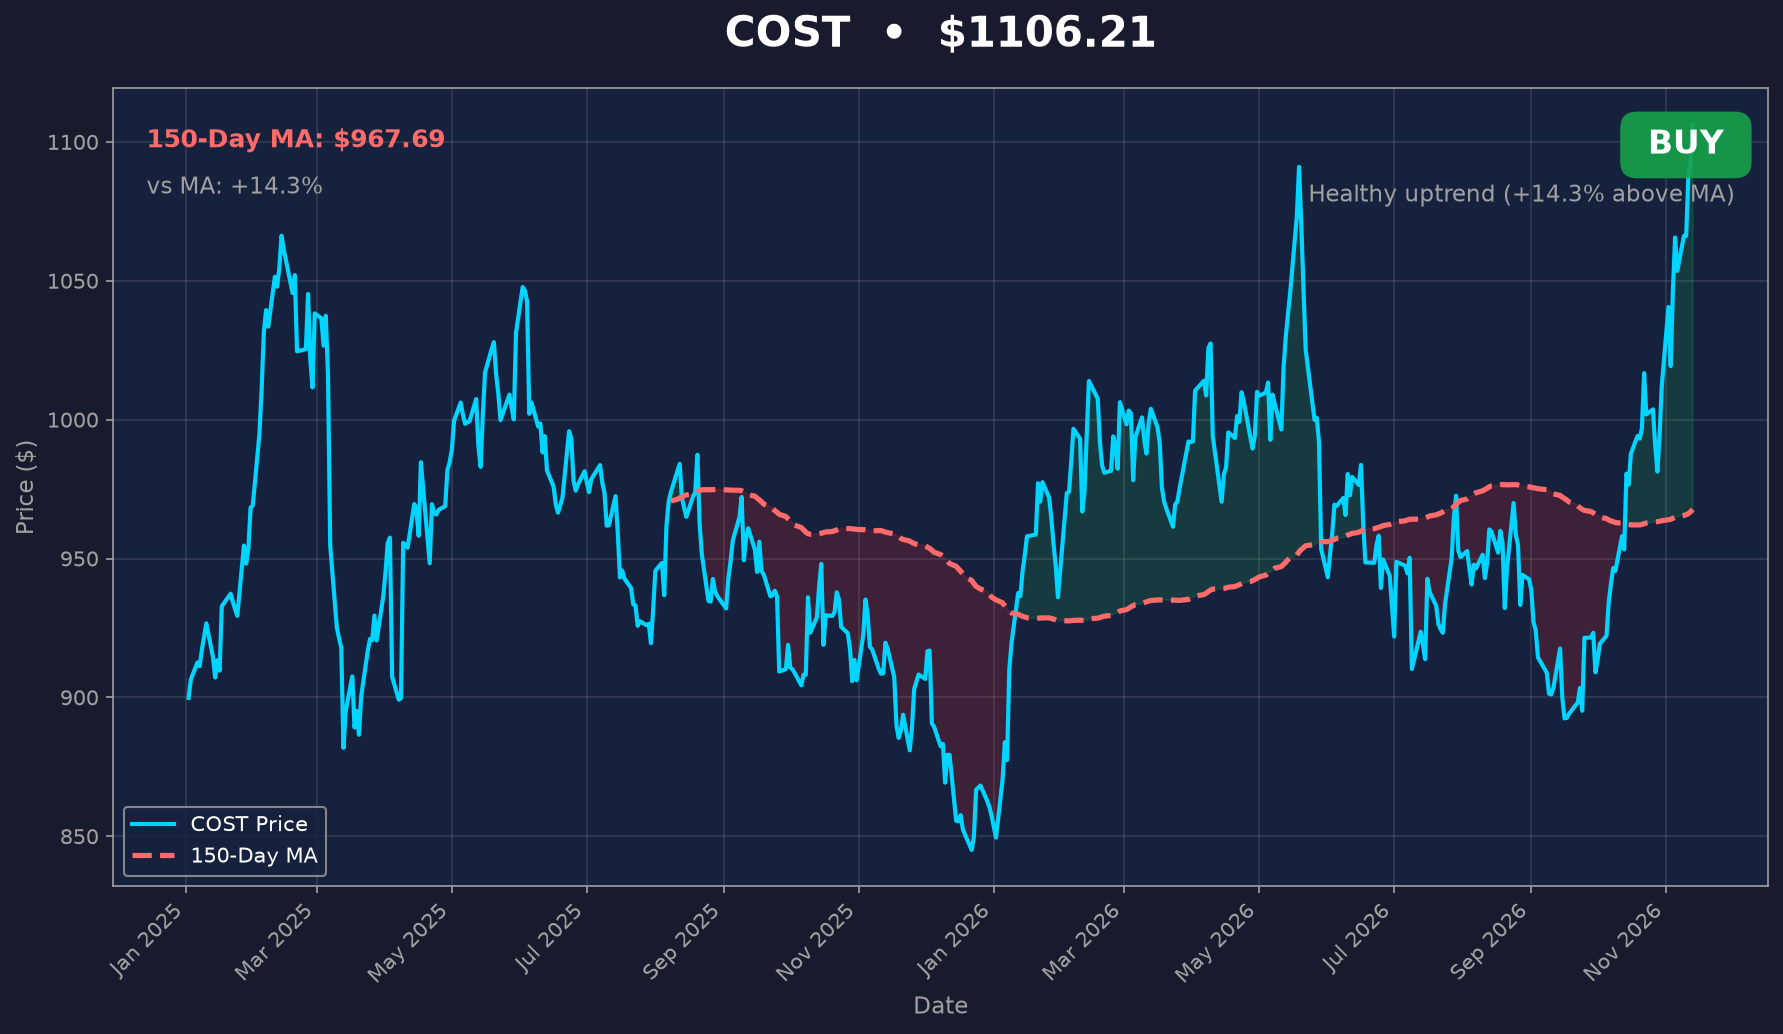 COST • $1106.21
150-Day MA: $967.69
vs MA: +14.3%
BUY
Healthy uptrend (+14.3% above MA)
Price ($)
1100
1050
1000
950
900
850
COST Price
150-Day MA
Jan 2025
Mar 2025
May 2025
Jul 2025
Sep 2025
Nov 2025
Jan 2026
Mar 2026
May 2026
Jul 2026
Sep 2026
Nov 2026
Date